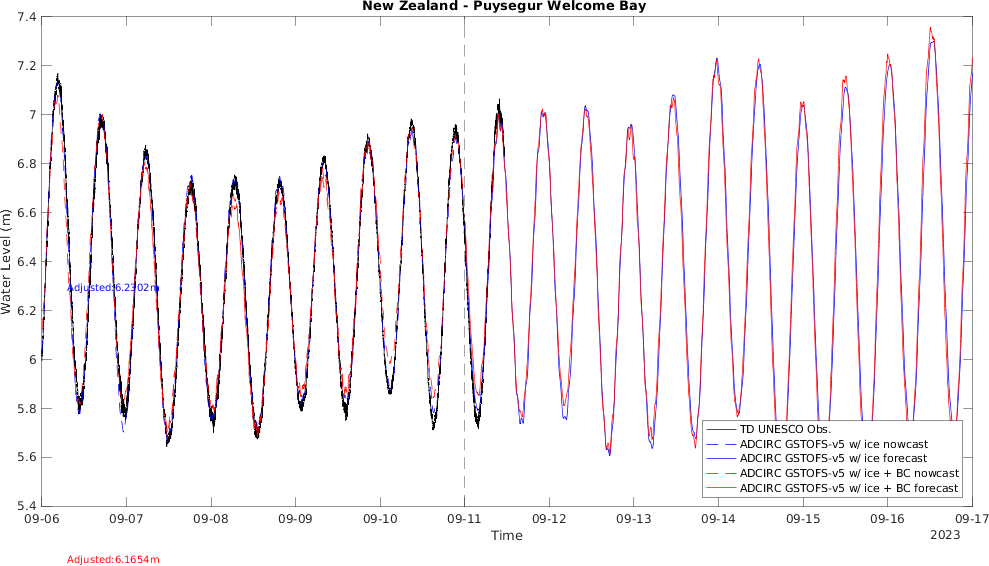 New Zealand - Puysegur Welcome Bay
7.4
7.2
7
6.8
6.6
6.4
6.2
6
5.8
5.6
5.4
Water Level (m)
Adjusted:6.2302m
TD UNESCO Obs.
ADCIRC GSTOFS-v5 w/ ice nowcast
ADCIRC GSTOFS-v5 w/ ice forecast
ADCIRC GSTOFS-v5 w/ ice + BC nowcast
ADCIRC GSTOFS-v5 w/ ice + BC forecast
09-06 09-07 09-08 09-09 09-10 09-11 09-12 09-13 09-14 09-15 09-16 09-17
Time
2023
Adjusted:6.1654m